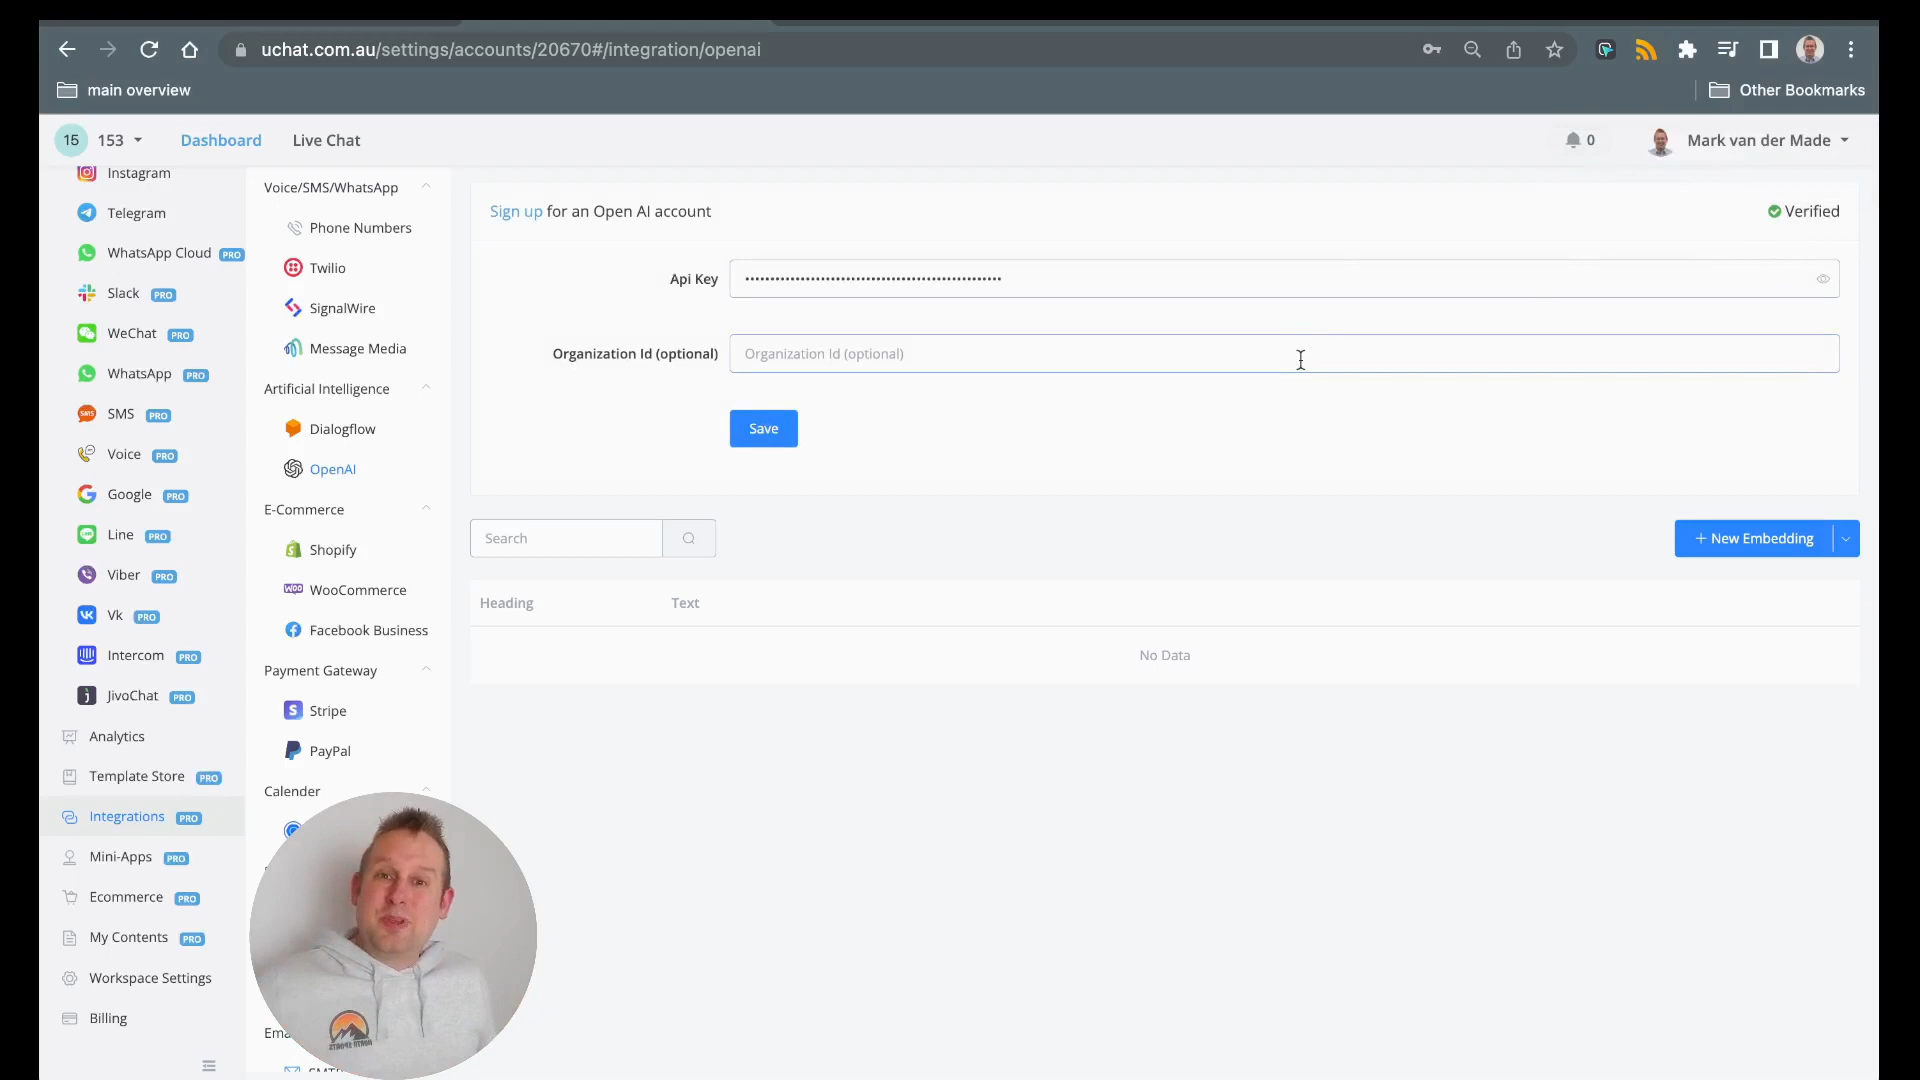 uchat.com.au/settings/accounts/20670#/integration/openai
main overview
Other Bookmarks
15 153
Dashboard
Live Chat
0
Mark van der Made
Instagram
Telegram
WhatsApp Cloud PRO
Slack PRO
WeChat PRO
WhatsApp PRO
SMS PRO
Voice PRO
Google PRO
Line PRO
Viber PRO
Vk PRO
Intercom PRO
JivoChat PRO
Analytics
Template Store PRO
Integrations PRO
Mini-Apps PRO
Ecommerce PRO
My Contents PRO
Workspace Settings
Billing
Voice/SMS/WhatsApp
Phone Numbers
Twilio
SignalWire
Message Media
Artificial Intelligence
Dialogflow
OpenAI
E-Commerce
Shopify
WooCommerce
Facebook Business
Payment Gateway
Stripe
PayPal
Calender
Sign up for an Open AI account
Verified
Api Key
Organization Id (optional)
Organization Id (optional)
Save
Search
+ New Embedding
Heading
Text
No Data